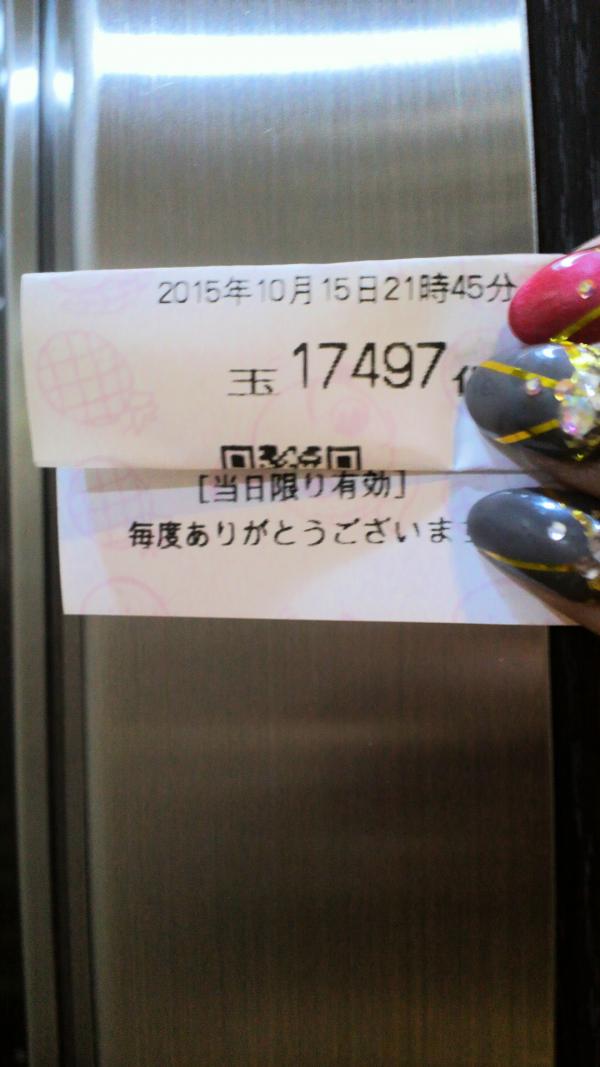 2015年10月15日21時45分
玉 17497
[当日限り有効]
毎度ありがとうございま